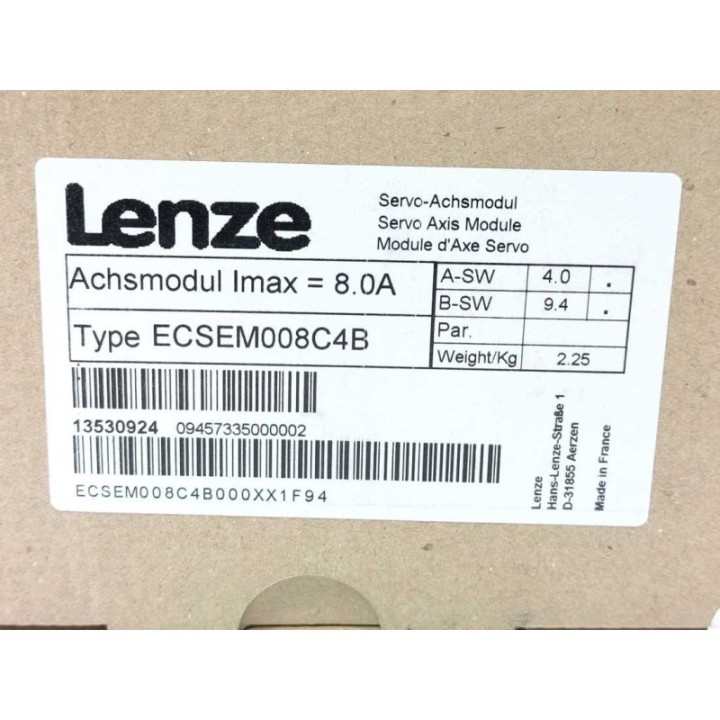 Lenze
Servo-Achsmodul
Servo Axis Module
Module d'Axe Servo
Achsmodul Imax = 8.0A
Type ECSEM008C4B
A-SW 4.0 .
B-SW 9.4 .
Par.
Weight/Kg 2.25
13530924 09457335000002
ECSEM008C4B000XX1F94
Lenze
Hans-Lenze-Straße 1
D-31855 Aerzen
Made in France